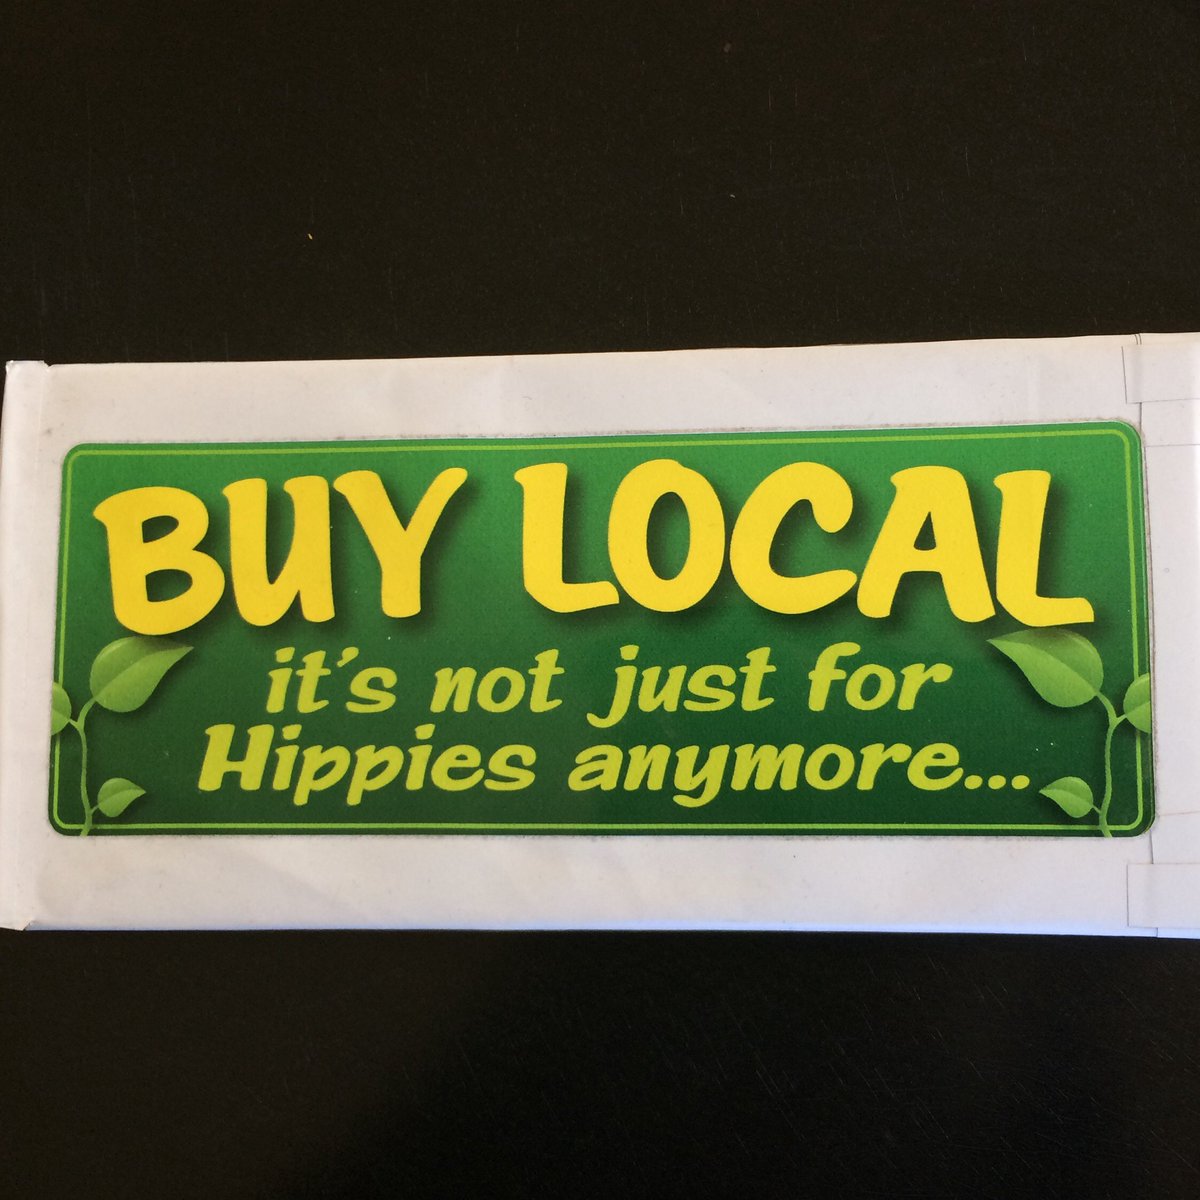 BUY LOCAL
it's not just for
Hippies anymore...